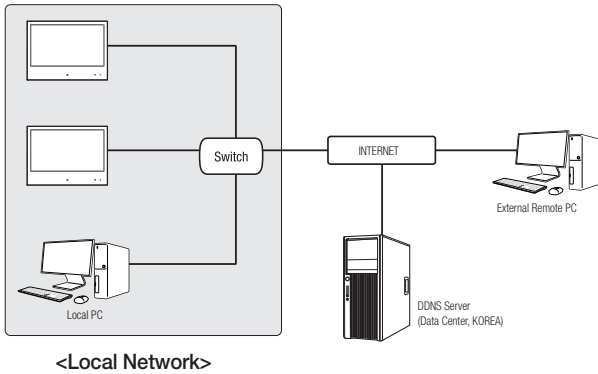 Switch
INTERNET
External Remote PC
Local PC
DDNS Server
(Data Center, KOREA)
<Local Network>